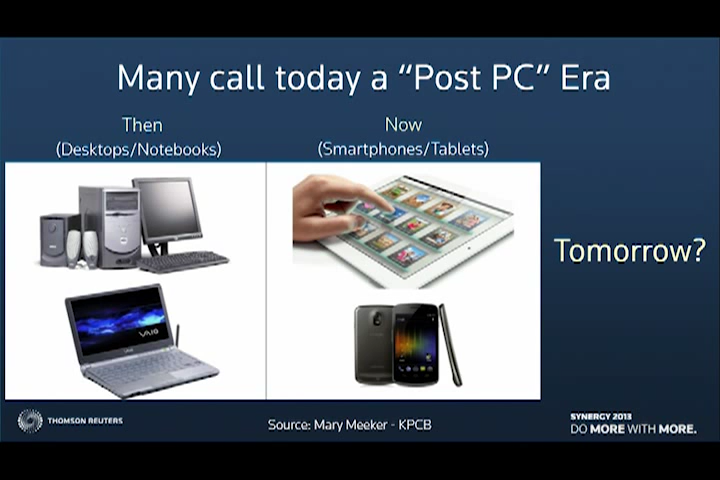 Many call today a “Post PC” Era
Then
(Desktops/Notebooks)
Now
(Smartphones/Tablets)
VAIO
Tomorrow?
THOMSON REUTERS
Source: Mary Meeker - KPCB
SYNERGY 2013
DO MORE WITH MORE.